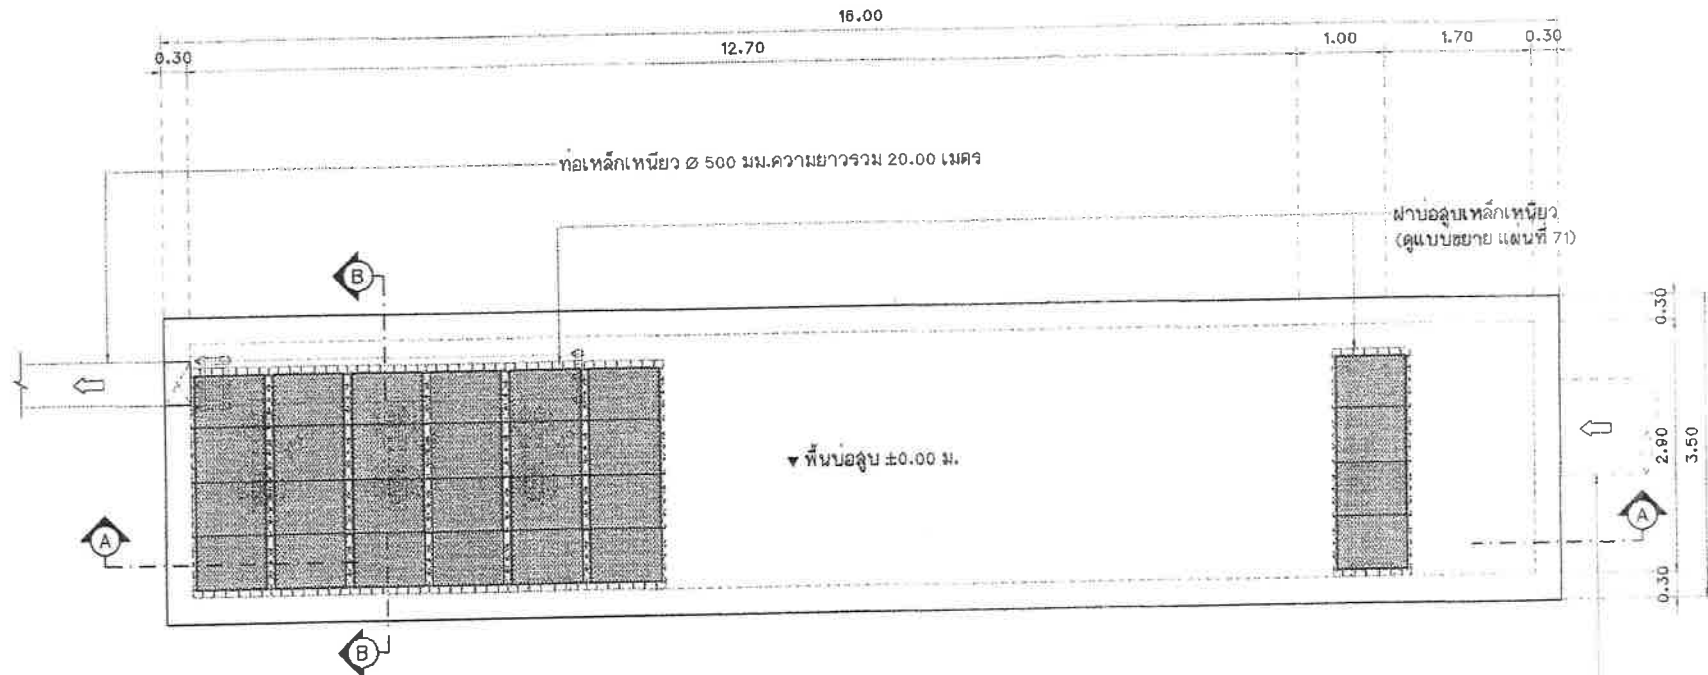 16.00
0.30
12.70
1.00
1.70
0.30
ท่อเหล็กเหนียว Ø 500 มม.ความยาวรวม 20.00 เมตร
ฝาบ่อสูบเหล็กเหนียว
(ดูแบบขยาย แผ่นที่ 71)
B
0.30
▼ พื้นบ่อสูบ ±0.00 ม.
2.90
3.50
A
A
0.30
B